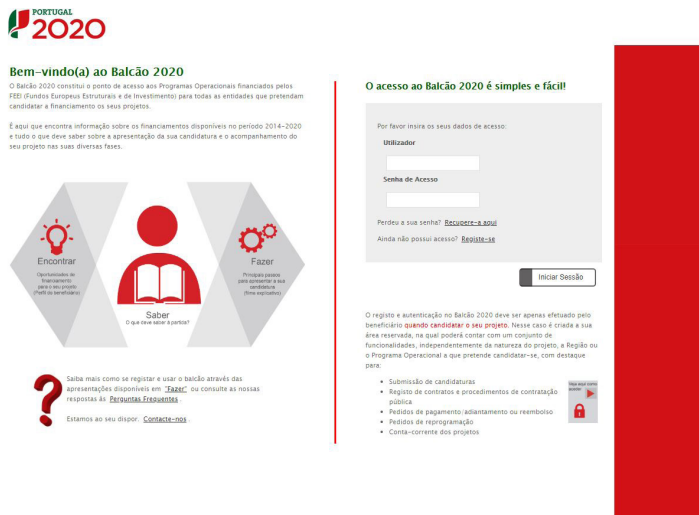 PORTUGAL
2020
Bem-vindo(a) ao Balcão 2020
O Balcão 2020 constitui o ponto de acesso aos Programas Operacionais financiados pelos
FEEI (Fundos Europeus Estruturais e de Investimento) para todas as entidades que pretendam
candidatar a financiamento os seus projetos.
É aqui que encontra informação sobre os financiamentos disponíveis no período 2014-2020
e tudo o que deve saber sobre a apresentação da sua candidatura e o acompanhamento do
seu projeto nas suas diversas fases.
Encontrar
Oportunidades de
financiamento
para o seu projeto
(Perfil do beneficiário)
Saber
O que deve saber à partida?
Fazer
Principais passos
para apresentar a sua
candidatura
(filme explicativo)
Saiba mais como se registar e usar o balcão através das
apresentações disponíveis em "Fazer" ou consulte as nossas
respostas às Perguntas Frequentes .
Estamos ao seu dispor. Contacte-nos .
O acesso ao Balcão 2020 é simples e fácil!
Por favor insira os seus dados de acesso:
Utilizador
Senha de Acesso
Perdeu a sua senha? Recupere-a aqui
Ainda não possui acesso? Registe-se
Iniciar Sessão
O registo e autenticação no Balcão 2020 deve ser apenas efetuado pelo
beneficiário quando candidatar o seu projeto. Nesse caso é criada a sua
área reservada, na qual poderá contar com um conjunto de
funcionalidades, independentemente da natureza do projeto, a Região ou
o Programa Operacional a que pretende candidatar-se, com destaque
para:
• Submissão de candidaturas
• Registo de contratos e procedimentos de contratação
pública
• Pedidos de pagamento/adiantamento ou reembolso
• Pedidos de reprogramação
• Conta-corrente dos projetos
Veja aqui como
aceder